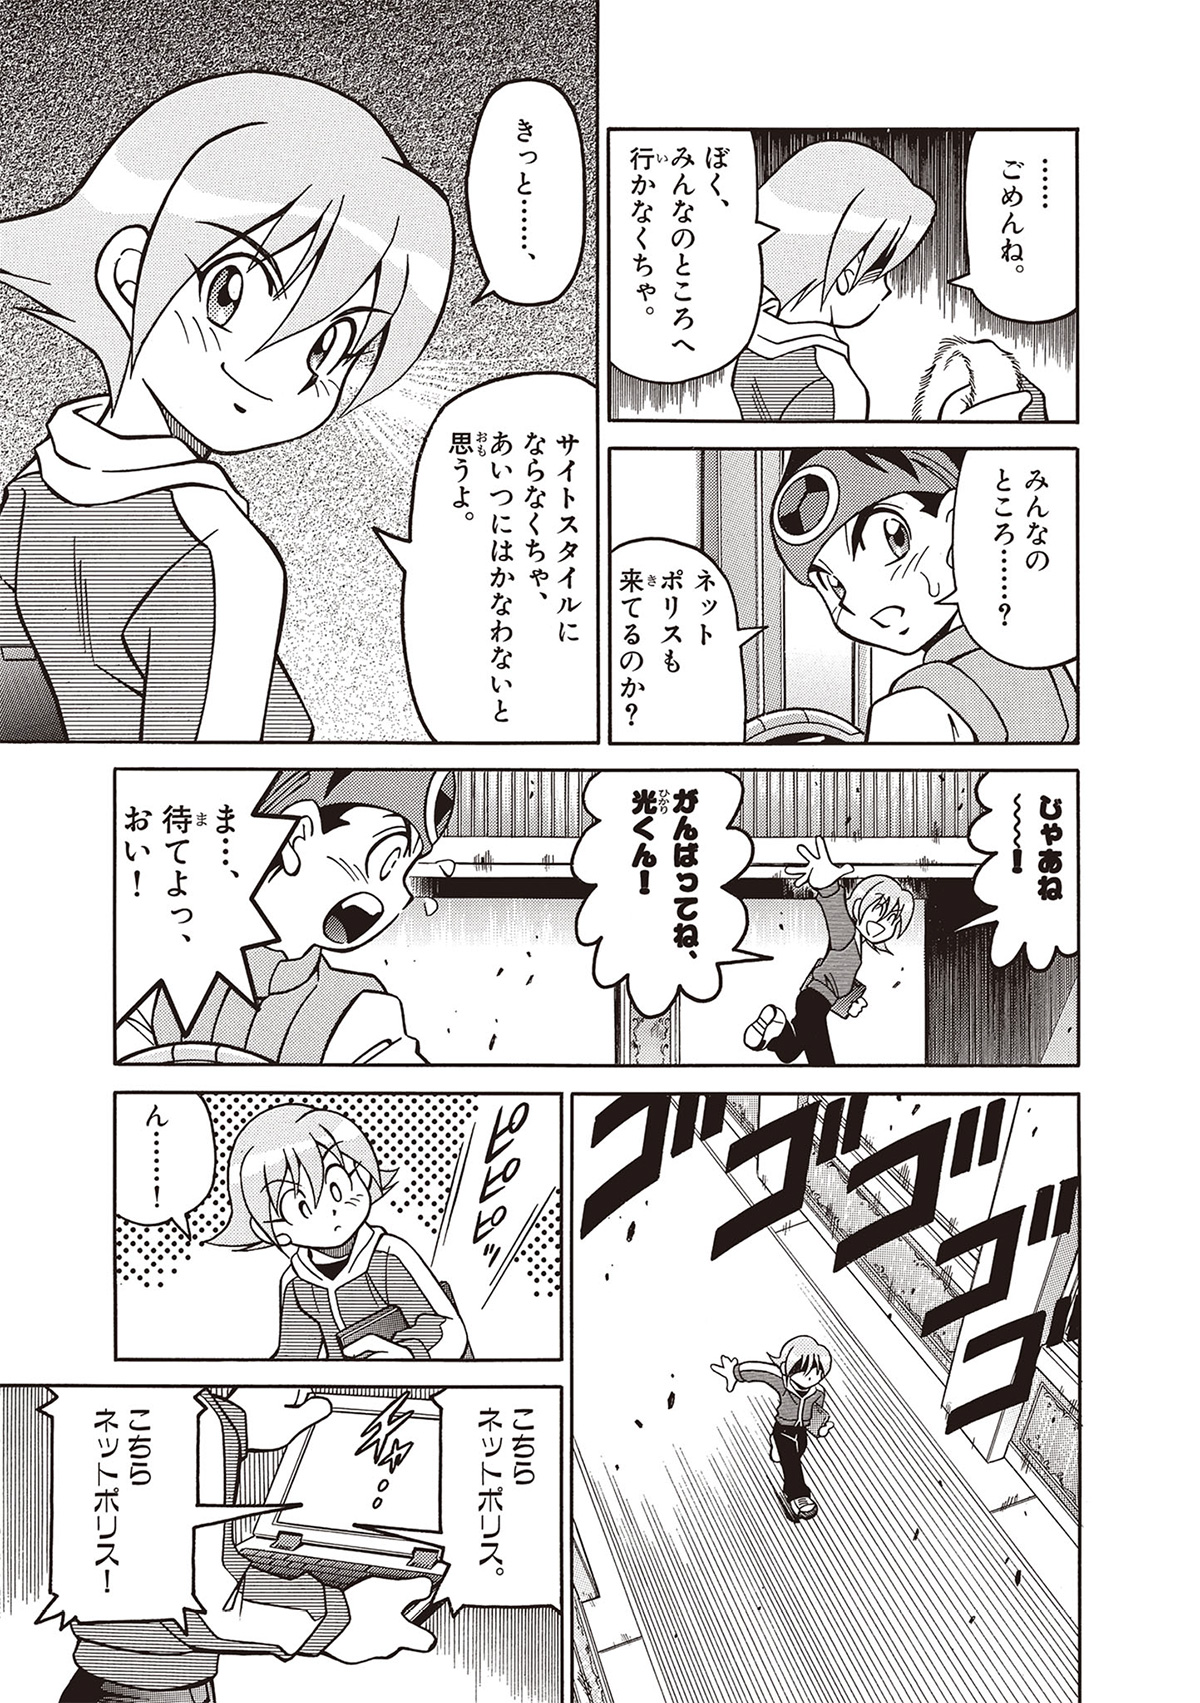 ……
ごめんね。
ぼく、
みんなのところへ
行かなくちゃ。
みんなの
ところ……？
ネット
ポリスも
来てるのか？
きっと……、
サイトスタイルに
ならなくちゃ、
あいつにはかなわないと
思うよ。
じゃあね
〜〜！
がんばってね、
光くん！
ま…、
待てよっ、
おい！
ゴゴゴゴ
ピピピッ
ん……！
こちら
ネットポリス。
ギャ…
こちら
ネットポリス！